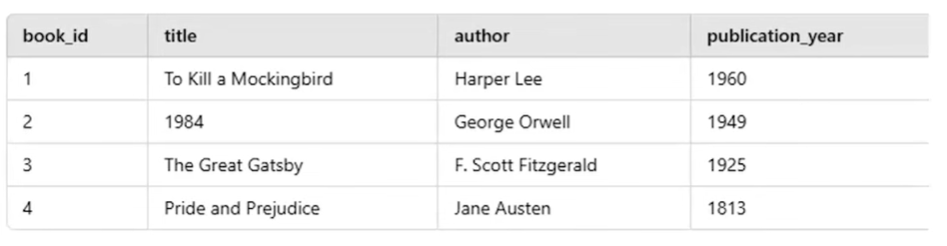 book_id title author publication_year
1 To Kill a Mockingbird Harper Lee 1960
2 1984 George Orwell 1949
3 The Great Gatsby F. Scott Fitzgerald 1925
4 Pride and Prejudice Jane Austen 1813